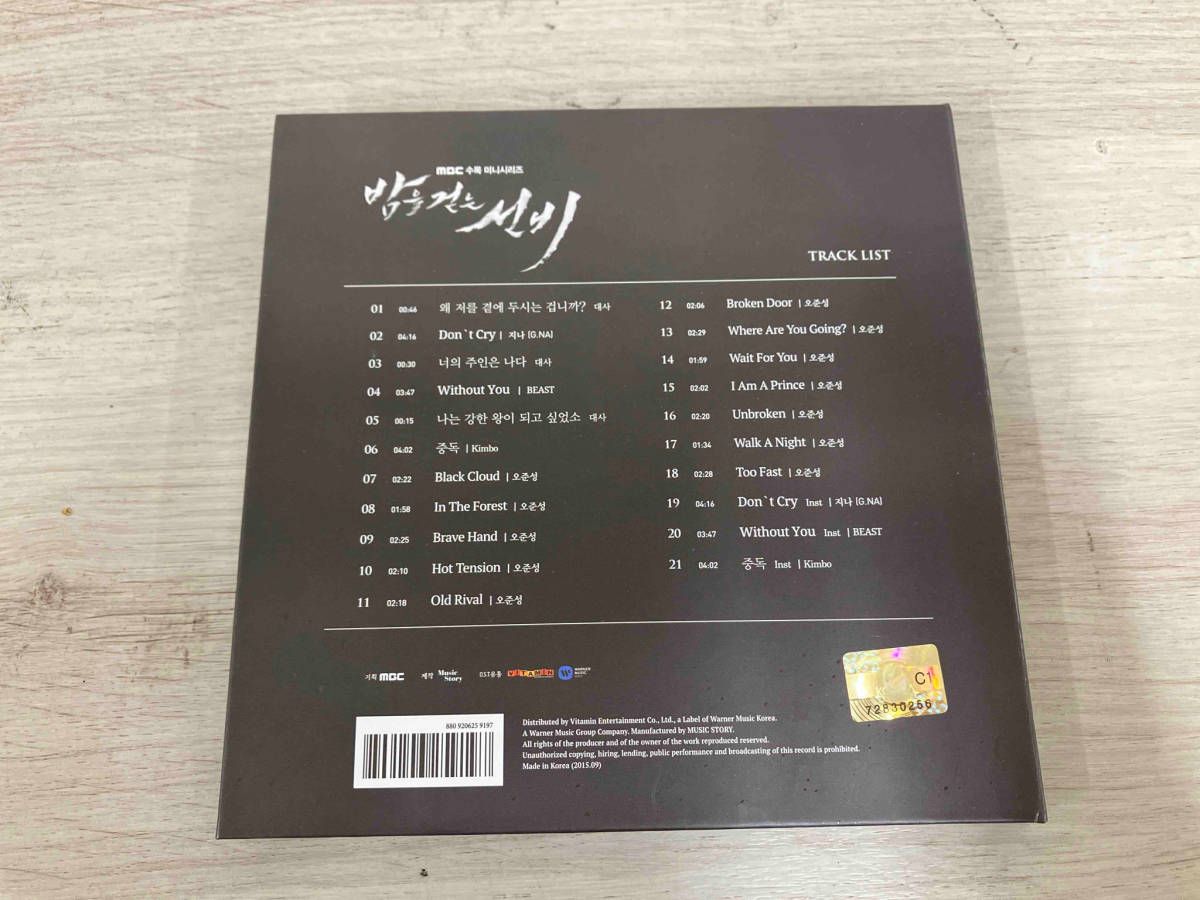 MBC 수목 미니시리즈
밤을 걷는 선비
TRACK LIST
01 00:46 왜 저를 곁에 두시는 겁니까? 대사
02 04:16 Don`t Cry | 지나 (G.NA)
03 00:30 너의 주인은 나다 대사
04 03:47 Without You | BEAST
05 00:15 나는 강한 왕이 되고 싶었소 대사
06 04:02 중독 | Kimbo
07 02:22 Black Cloud | 오준성
08 01:58 In The Forest | 오준성
09 02:25 Brave Hand | 오준성
10 02:10 Hot Tension | 오준성
11 02:18 Old Rival | 오준성
12 02:06 Broken Door | 오준성
13 02:29 Where Are You Going? | 오준성
14 01:59 Wait For You | 오준성
15 02:02 I Am A Prince | 오준성
16 02:20 Unbroken | 오준성
17 01:34 Walk A Night | 오준성
18 02:28 Too Fast | 오준성
19 04:16 Don`t Cry Inst | 지나 (G.NA)
20 03:47 Without You Inst | BEAST
21 04:02 중독 Inst | Kimbo
기획 MBC 제작 Music Story O.S.T유통 VITAMIN WARNER MUSIC
C1
72830256
880 920625 9197
Distributed by Vitamin Entertainment Co., Ltd., a Label of Warner Music Korea.
A Warner Music Group Company. Manufactured by MUSIC STORY.
All rights of the producer and of the owner of the work reproduced reserved.
Unauthorized copying, hiring, lending, public performance and broadcasting of this record is prohibited.
Made in Korea (2015.09)